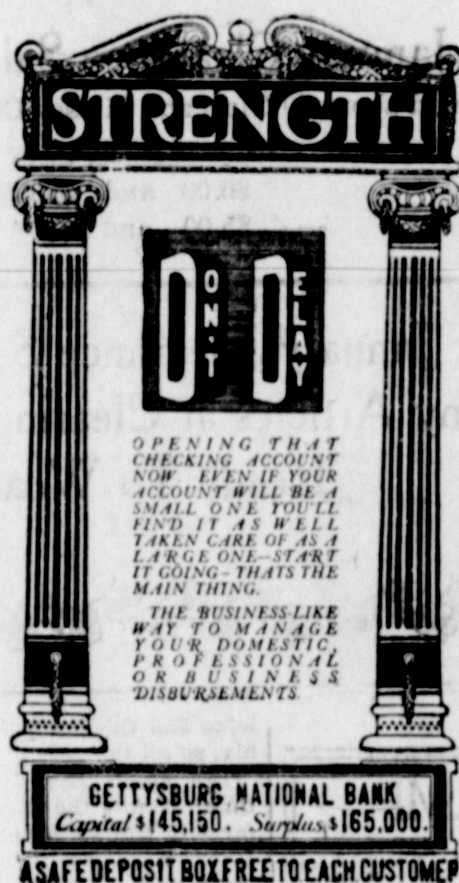 STRENGTH
DON'T DELAY
OPENING THAT
CHECKING ACCOUNT
NOW. EVEN IF YOUR
ACCOUNT WILL BE A
SMALL ONE YOU'LL
FIND IT AS WELL
TAKEN CARE OF AS A
LARGE ONE—START
IT GOING—THATS THE
MAIN THING.
THE BUSINESS-LIKE
WAY TO MANAGE
YOUR DOMESTIC,
PROFESSIONAL
OR BUSINESS
DISBURSEMENTS.
GETTYSBURG NATIONAL BANK
Capital $145,150. Surplus $165,000.
A SAFE DEPOSIT BOX FREE TO EACH CUSTOMER